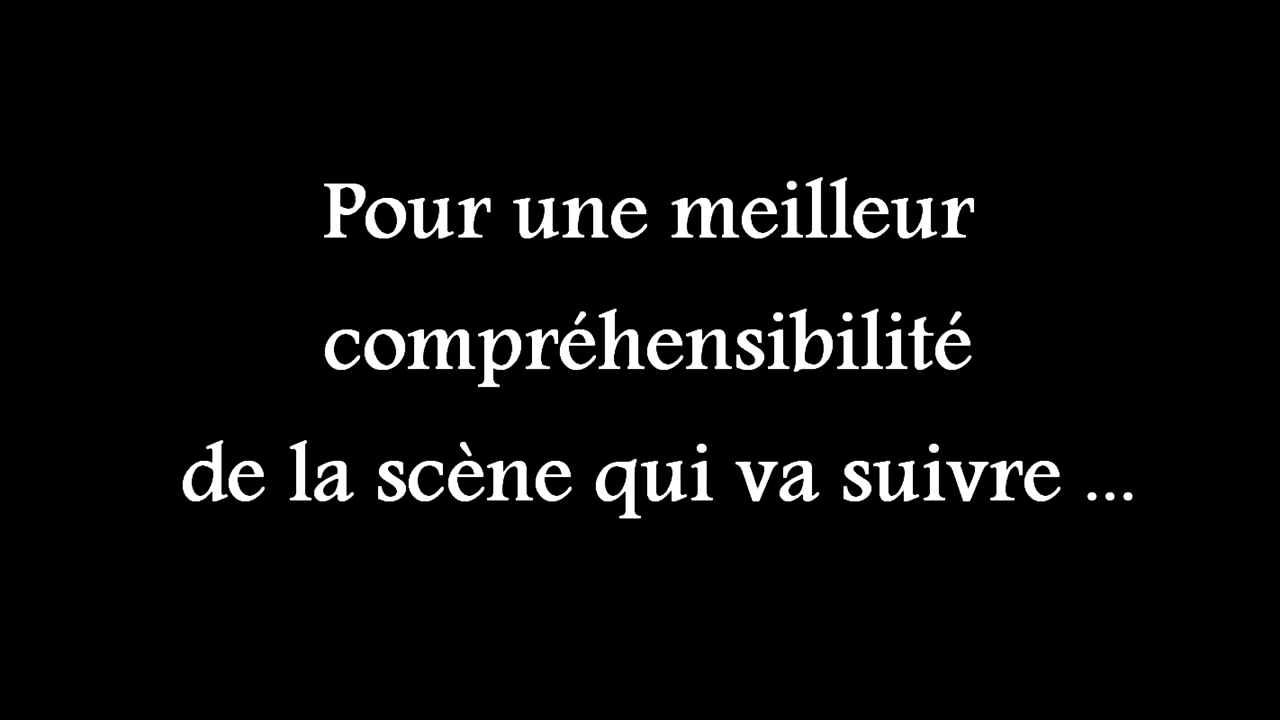 Pour une meilleur
compréhensibilité
de la scène qui va suivre ...